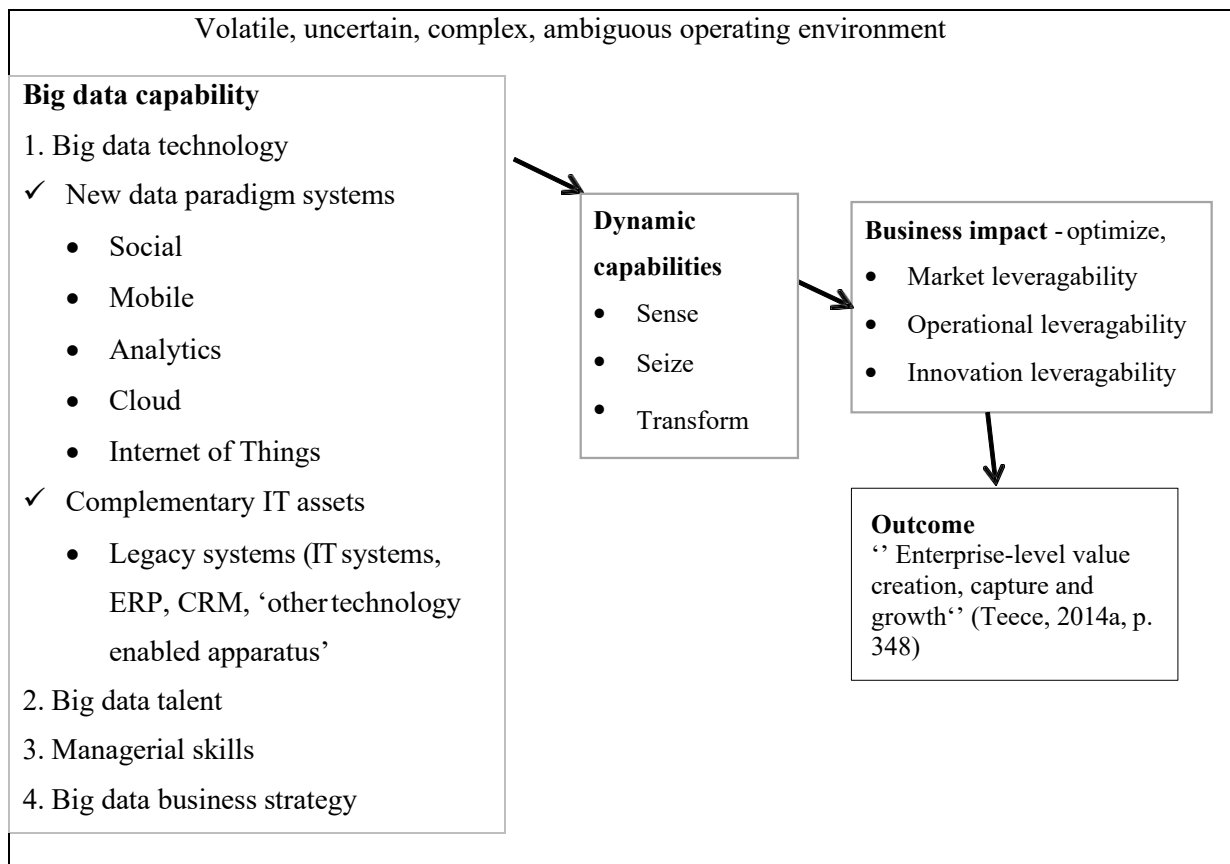 Volatile, uncertain, complex, ambiguous operating environment
Big data capability
1. Big data technology
✓ New data paradigm systems
• Social
• Mobile
• Analytics
• Cloud
• Internet of Things
✓ Complementary IT assets
• Legacy systems (IT systems,
ERP, CRM, ‘other technology
enabled apparatus’
2. Big data talent
3. Managerial skills
4. Big data business strategy
Dynamic
capabilities
• Sense
• Seize
• Transform
Business impact - optimize,
• Market leveragability
• Operational leveragability
• Innovation leveragability
Outcome
‘’ Enterprise-level value
creation, capture and
growth‘’ (Teece, 2014a, p.
348)